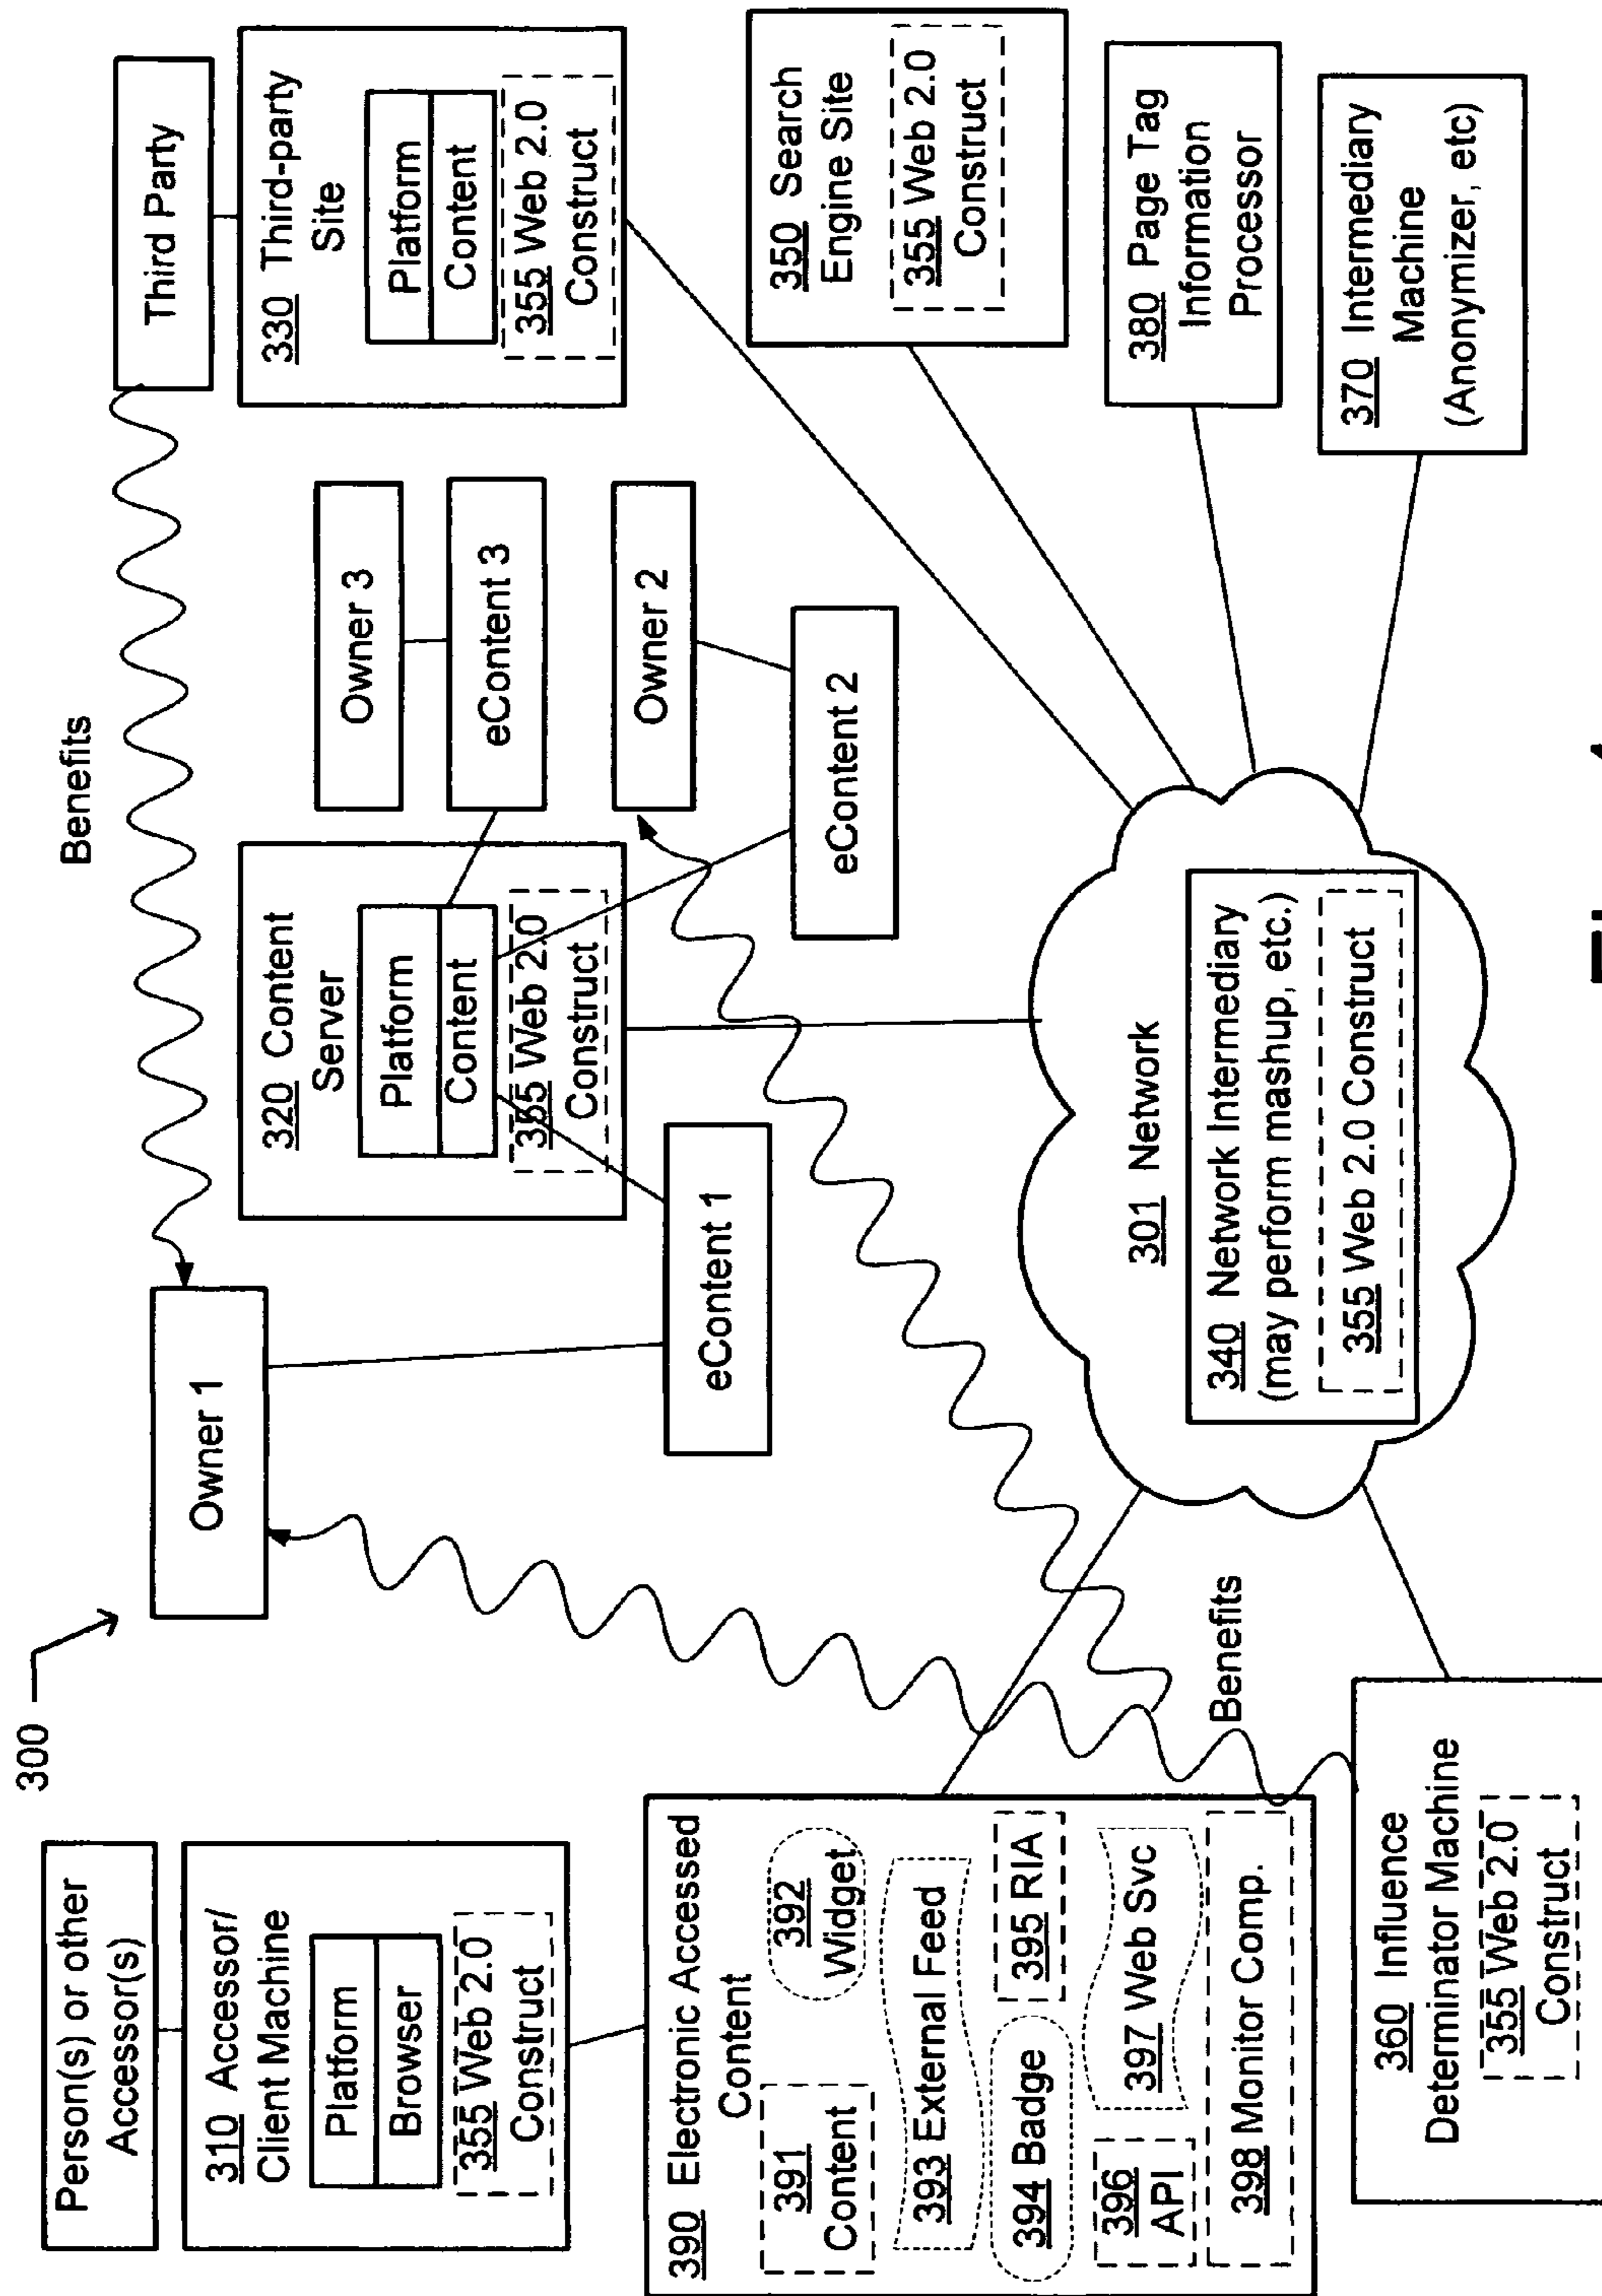 300
Person(s) or other
Accessor(s)
310 Accessor/
Client Machine
Platform
Browser
355 Web 2.0
Construct
390 Electronic Accessed
Content
391
Content
392
Widget
393 External Feed
394 Badge
395 RIA
396
API
397 Web Svc
398 Monitor Comp.
360 Influence
Determinator Machine
355 Web 2.0
Construct
Benefits
Owner 1
eContent 1
Benefits
320 Content
Server
Platform
Content
355 Web 2.0
Construct
Owner 3
eContent 3
Owner 2
eContent 2
301 Network
340 Network Intermediary
(may perform mashup, etc.)
355 Web 2.0 Construct
Third Party
330 Third-party
Site
Platform
Content
355 Web 2.0
Construct
350 Search
Engine Site
355 Web 2.0
Construct
380 Page Tag
Information
Processor
370 Intermediary
Machine
(Anonymizer, etc)